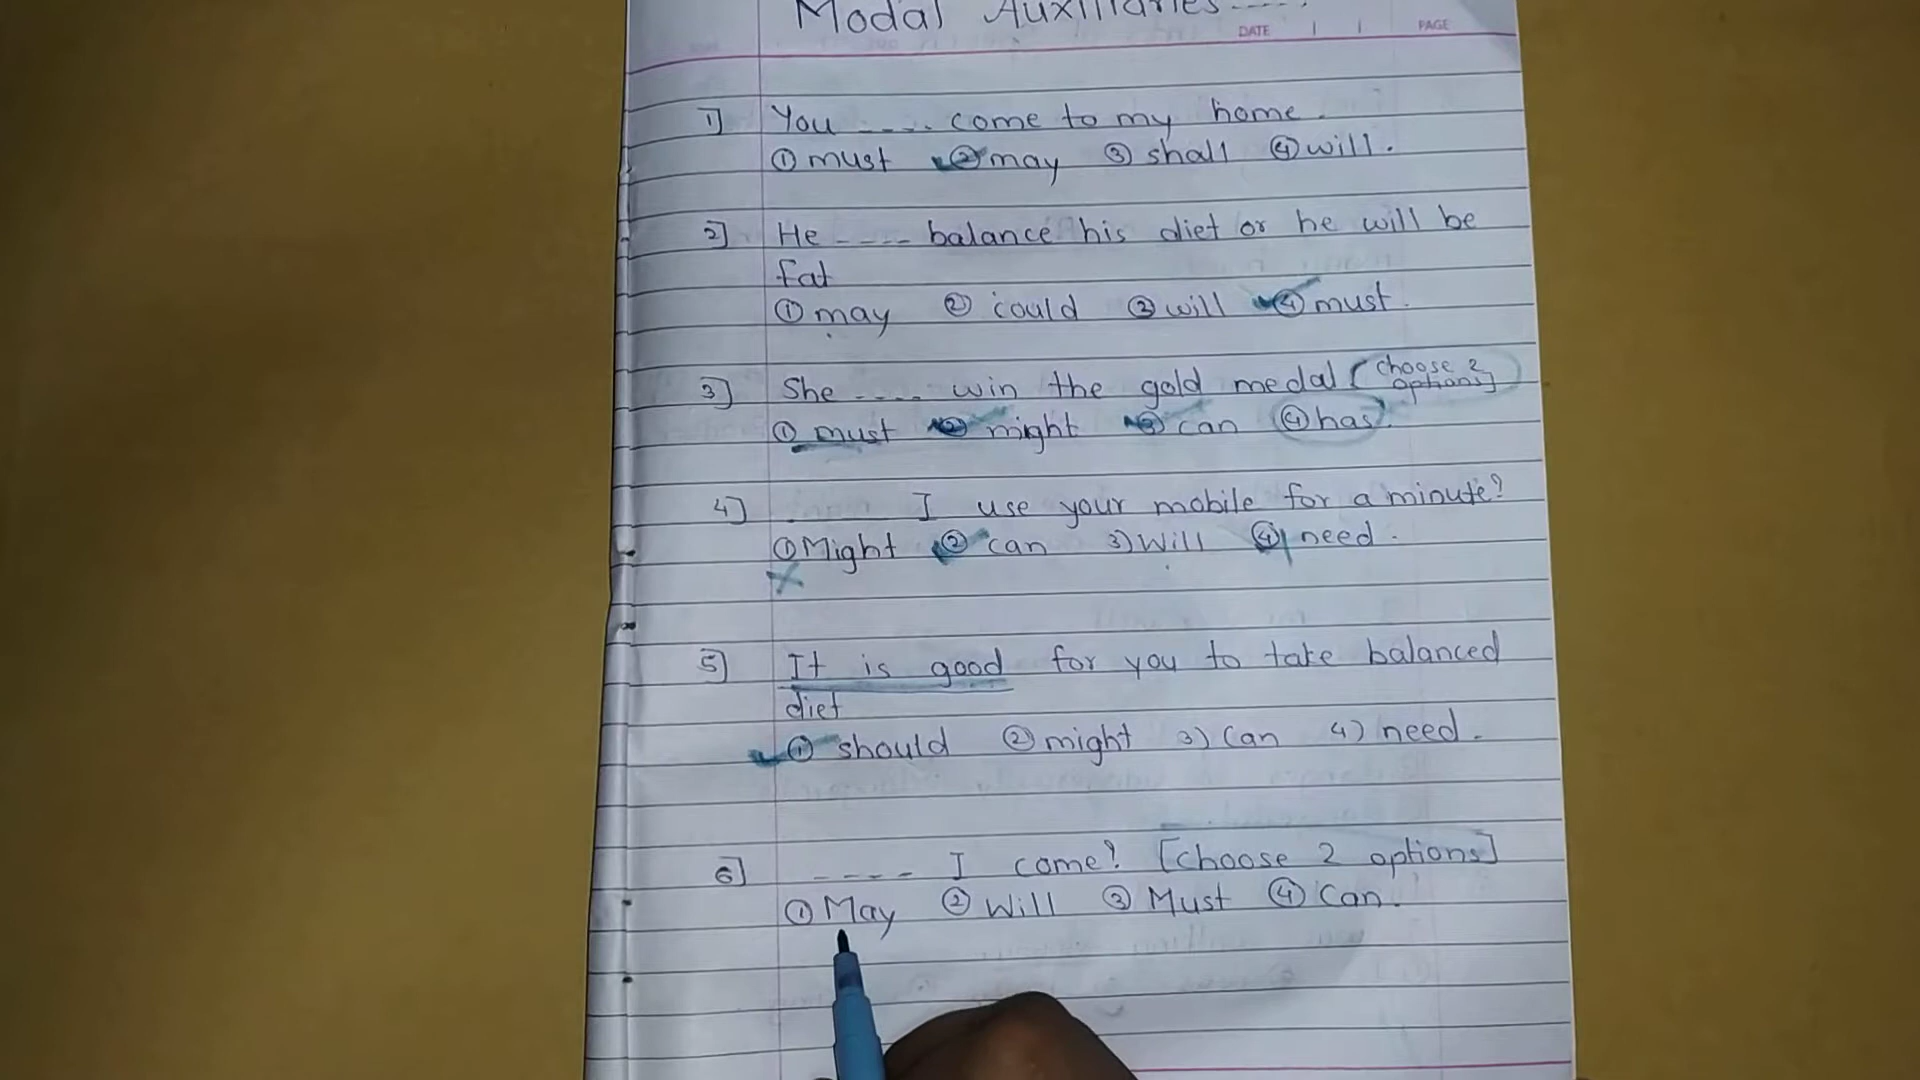 Modal Auxiliaries.....
DATE PAGE
1] You .... come to my home.
① must ② may ③ shall ④ will.
2] He .... balance his diet or he will be
fat
① may ② could ③ will ④ must.
3] She .... win the gold medal (choose 2 options]
① must ② might ③ can ④ has.
4] ______ I use your mobile for a minute?
① Might ② can 3) Will ④ need.
5] It is good for you to take balanced
diet
① should ② might 3) Can 4) need.
6] .... I come? [choose 2 options]
① May ② Will ③ Must ④ Can.